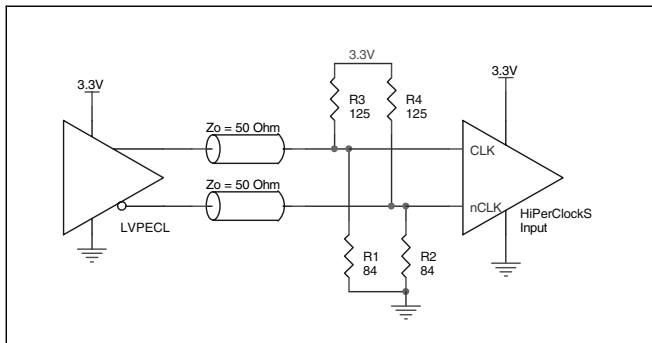 3.3V
3.3V
3.3V
R3
125
R4
125
Zo = 50 Ohm
CLK
Zo = 50 Ohm
nCLK
HiPerClockS
Input
LVPECL
R1
84
R2
84